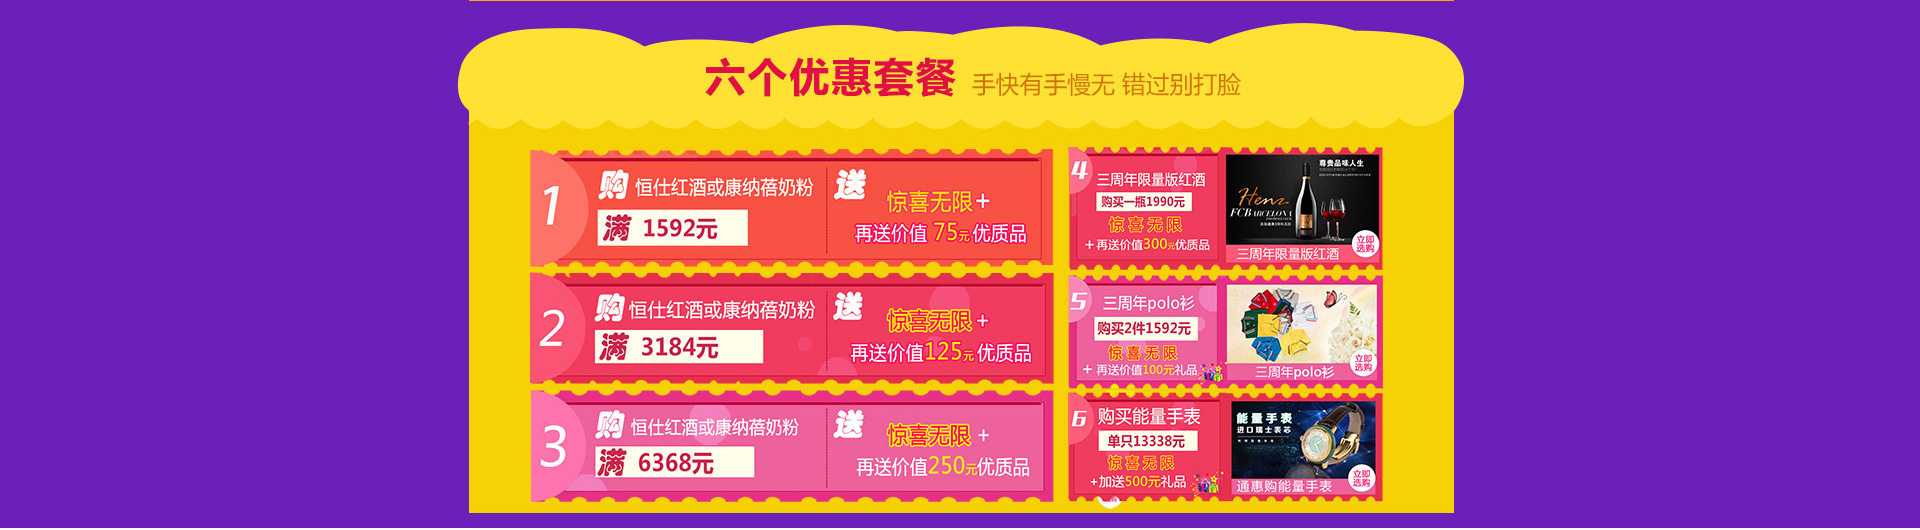 六个优惠套餐 手快有手慢无 错过别打脸
1
购 恒仕红酒或康纳蓓奶粉
满 1592元
送
惊喜无限+
再送价值75元优质品
2
购 恒仕红酒或康纳蓓奶粉
满 3184元
送
惊喜无限+
再送价值125元优质品
3
购 恒仕红酒或康纳蓓奶粉
满 6368元
送
惊喜无限+
再送价值250元优质品
4
三周年限量版红酒
购买一瓶1990元
惊喜无限
+再送价值300元优质品
尊贵品味人生
Henz
FCBARCELONA
三周年限量版红酒
立即
选购
5
三周年polo衫
购买2件1592元
惊喜无限
+ 再送价值100元礼品
三周年polo衫
立即
选购
6
购买能量手表
单只13338元
惊喜无限
+加送500元礼品
能量手表
进口瑞士表芯
通惠购能量手表
立即
选购